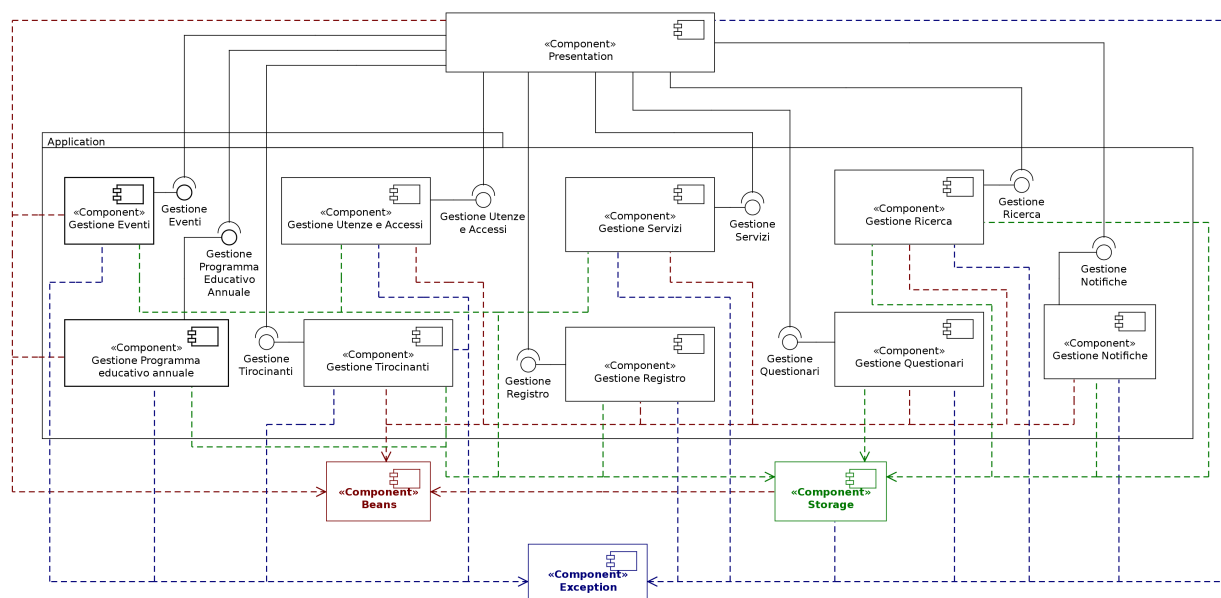 «Component»
Presentation
Application
«Component»
Gestione Eventi
Gestione
Eventi
«Component»
Gestione Utenze e Accessi
Gestione Utenze
e Accessi
«Component»
Gestione Servizi
Gestione
Servizi
«Component»
Gestione Ricerca
Gestione
Ricerca
Gestione
Programma
Educativo
Annuale
Gestione
Notifiche
«Component»
Gestione Programma
educativo annuale
Gestione
Tirocinanti
«Component»
Gestione Tirocinanti
Gestione
Registro
«Component»
Gestione Registro
Gestione
Questionari
«Component»
Gestione Questionari
«Component»
Gestione Notifiche
«Component»
Beans
«Component»
Storage
«Component»
Exception